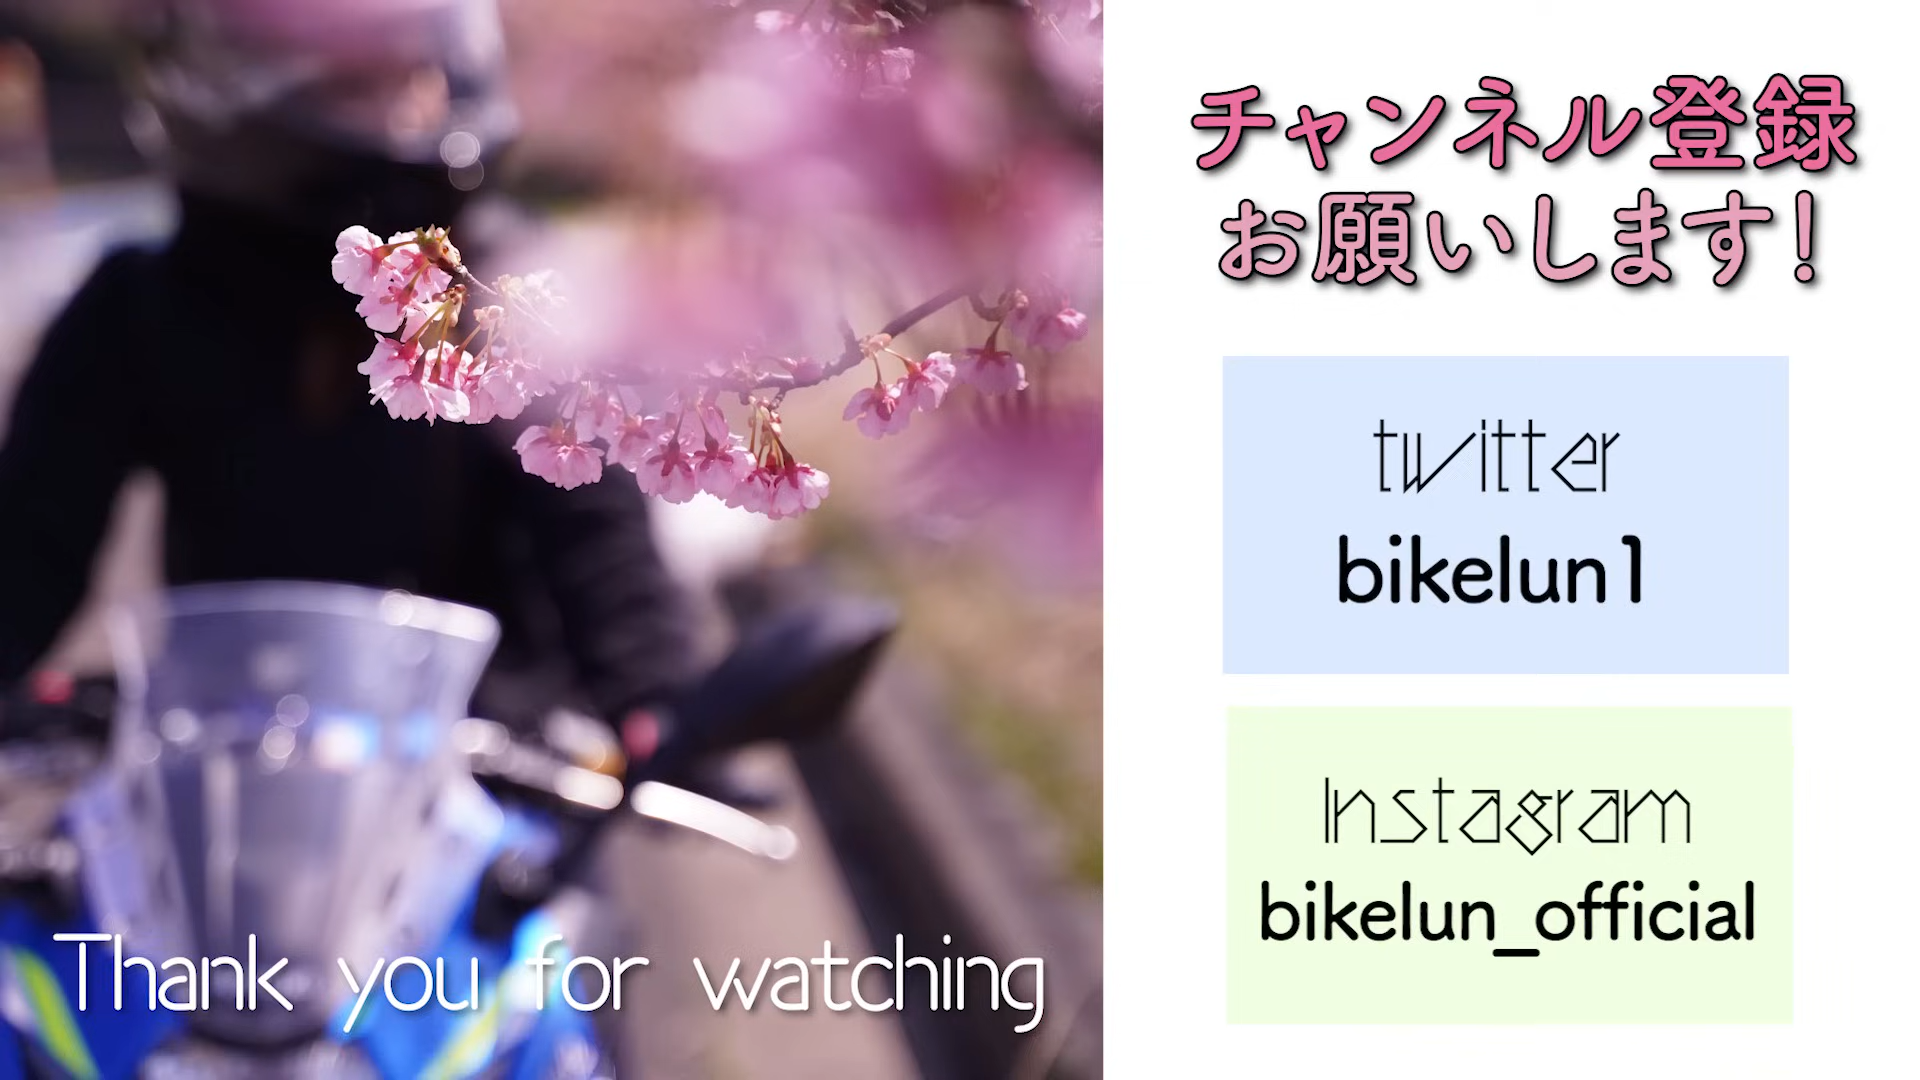 チャンネル登録
お願いします!
twitter
bikelun1
Instagram
bikelun_official
Thank you for watching